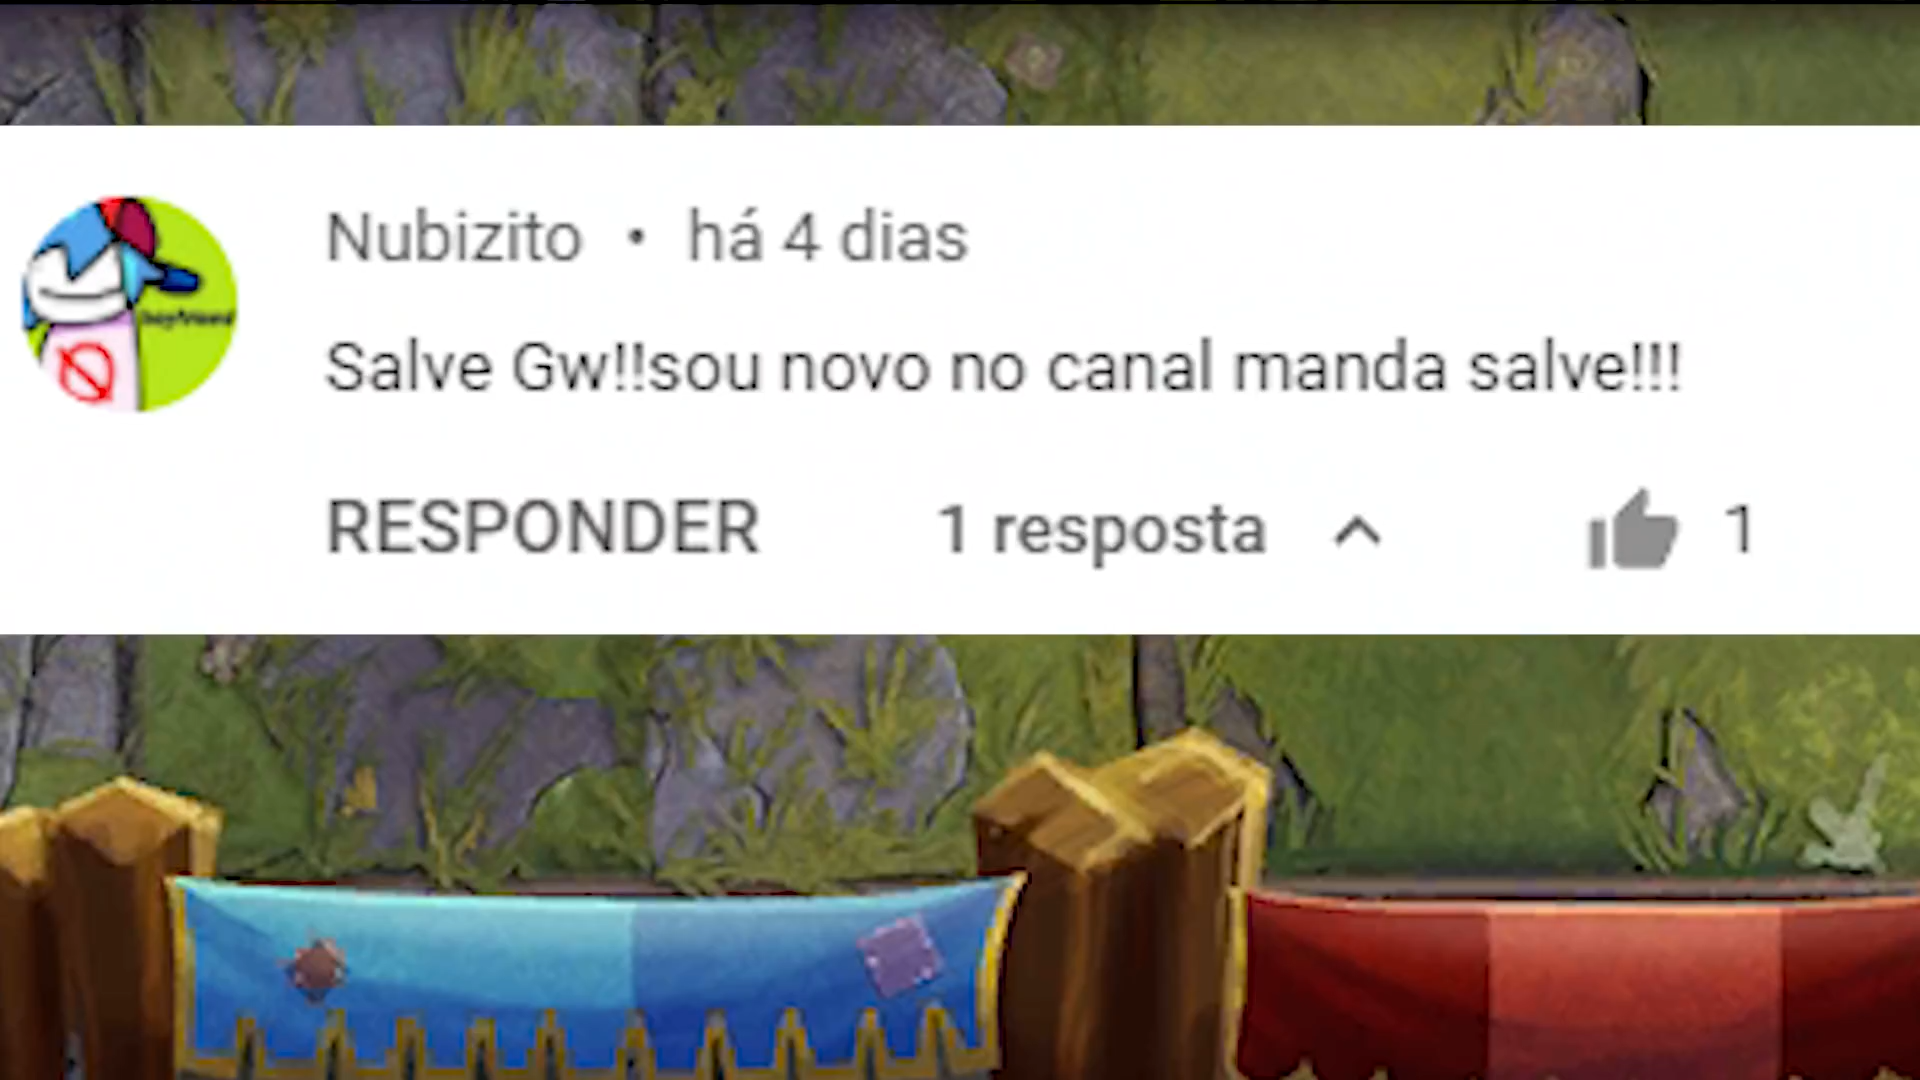 Nubizito • há 4 dias
Salve Gw!!sou novo no canal manda salve!!!
RESPONDER 1 resposta 1